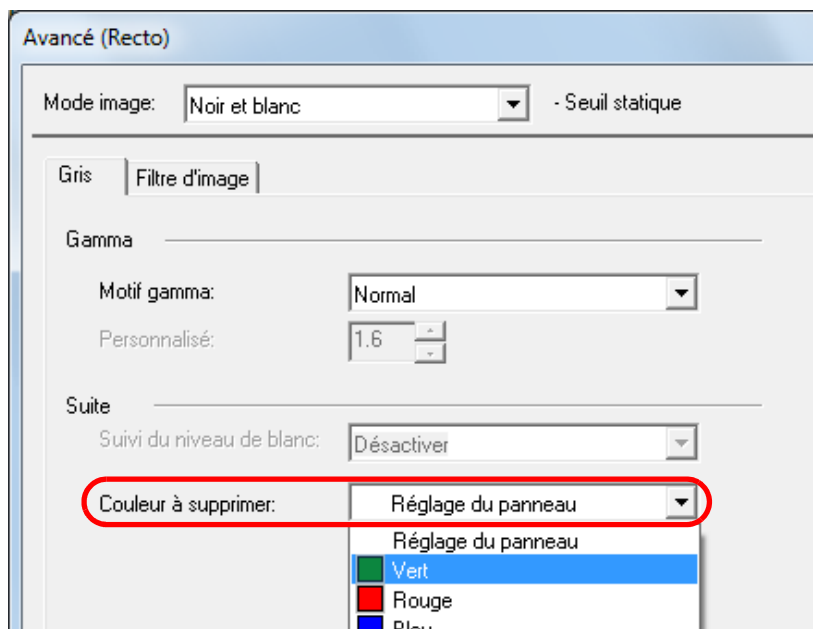 Avancé (Recto)
Mode image: Noir et blanc - Seuil statique
Gris Filtre d'image
Gamma
Motif gamma: Normal
Personnalisé: 1.6
Suite
Suivi du niveau de blanc: Désactiver
Couleur à supprimer: Réglage du panneau
Réglage du panneau
Vert
Rouge
Bleu